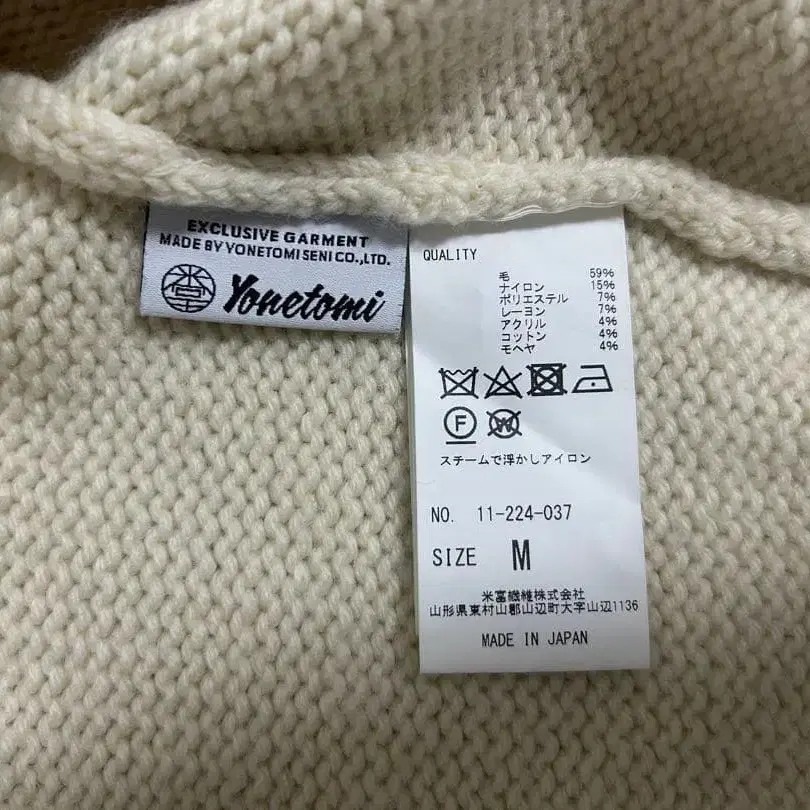 EXCLUSIVE GARMENT
MADE BY YONETOMI SENI CO.,LTD.
Yonetomi
QUALITY
毛 59%
ナイロン 15%
ポリエステル 7%
レーヨン 7%
アクリル 4%
コットン 4%
モヘヤ 4%
F
W
スチームで浮かしアイロン
NO. 11-224-037
SIZE M
米富繊維株式会社
山形県東村山郡山辺町大字山辺1136
MADE IN JAPAN